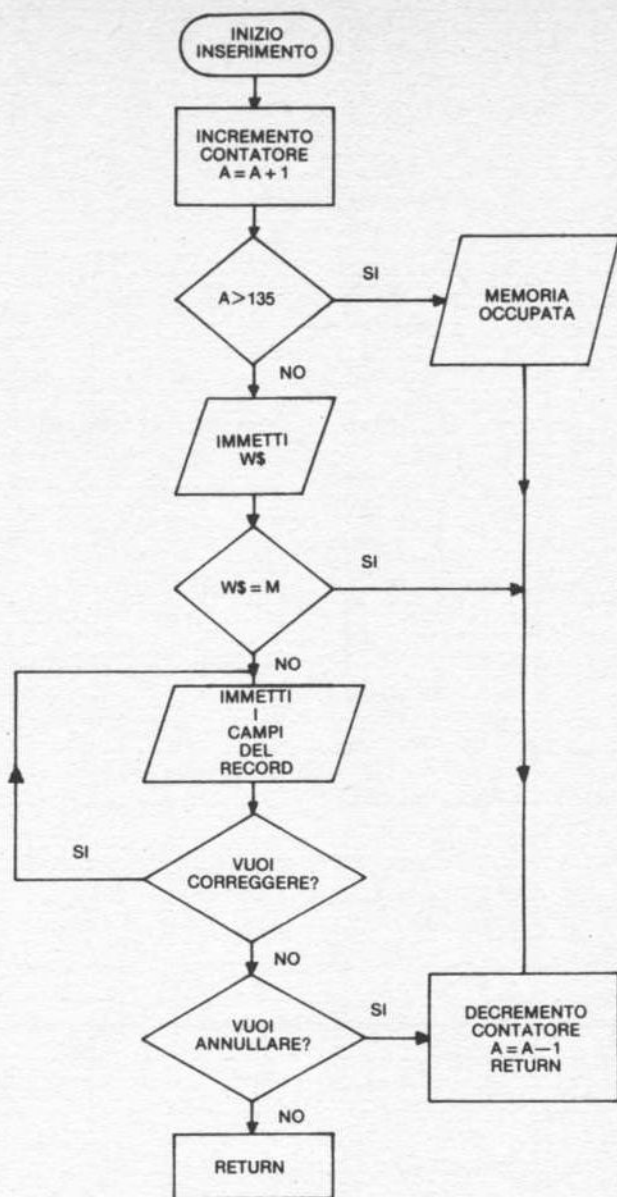 INIZIO
INSERIMENTO
INCREMENTO
CONTATORE
A = A + 1
A > 135
SI
MEMORIA
OCCUPATA
NO
IMMETTI
W$
W$ = M
SI
NO
IMMETTI
I
CAMPI
DEL
RECORD
SI
VUOI
CORREGGERE?
NO
VUOI
ANNULLARE?
SI
DECREMENTO
CONTATORE
A = A — 1
RETURN
NO
RETURN